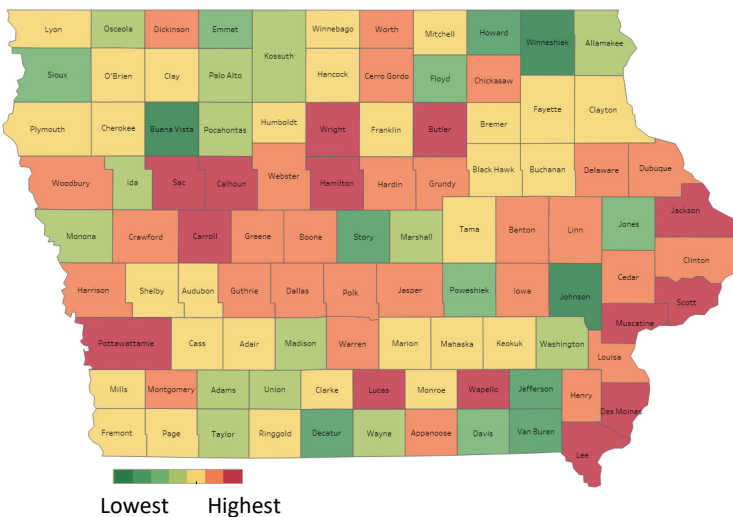 Lyon Osceola Dickinson Emmet Winnebago Worth Mitchell Howard Winneshiek Allamakee
Kossuth
Sioux O'Brien Clay Palo Alto Hancock Cerro Gordo Floyd Chickasaw
Fayette Clayton
Plymouth Cherokee Buena Vista Pocahontas Humboldt Wright Franklin Butler Bremer
Woodbury Ida Sac Calhoun Webster Hamilton Hardin Grundy Black Hawk Buchanan Delaware Dubuque
Jackson
Monona Crawford Carroll Greene Boone Story Marshall Tama Benton Linn Jones
Clinton
Harrison Shelby Audubon Guthrie Dallas Polk Jasper Poweshiek Iowa Johnson Cedar
Scott
Muscatine
Pottawattamie Cass Adair Madison Warren Marion Mahaska Keokuk Washington
Louisa
Mills Montgomery Adams Union Clarke Lucas Monroe Wapello Jefferson Henry
Des Moines
Fremont Page Taylor Ringgold Decatur Wayne Appanoose Davis Van Buren
Lee
Lowest Highest